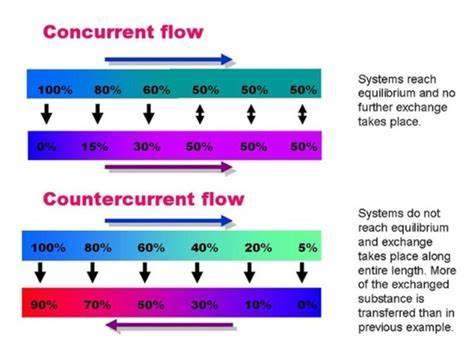 Concurrent flow
100% 80% 60% 50% 50% 50%
0% 15% 30% 50% 50% 50%
Systems reach
equilibrium and no
further exchange
takes place.
Countercurrent flow
100% 80% 60% 40% 20% 5%
90% 70% 50% 30% 10% 0%
Systems do not
reach equilibrium
and exchange
takes place along
entire length. More
of the exchanged
substance is
transferred than in
previous example.